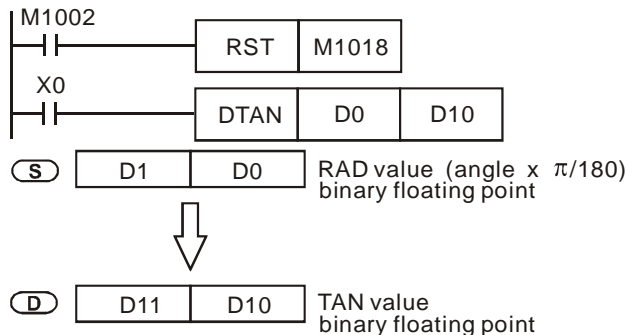 M1002
RST M1018
X0
DTAN D0 D10
S D1 D0 RAD value (angle x π/180)
binary floating point
D D11 D10 TAN value
binary floating point